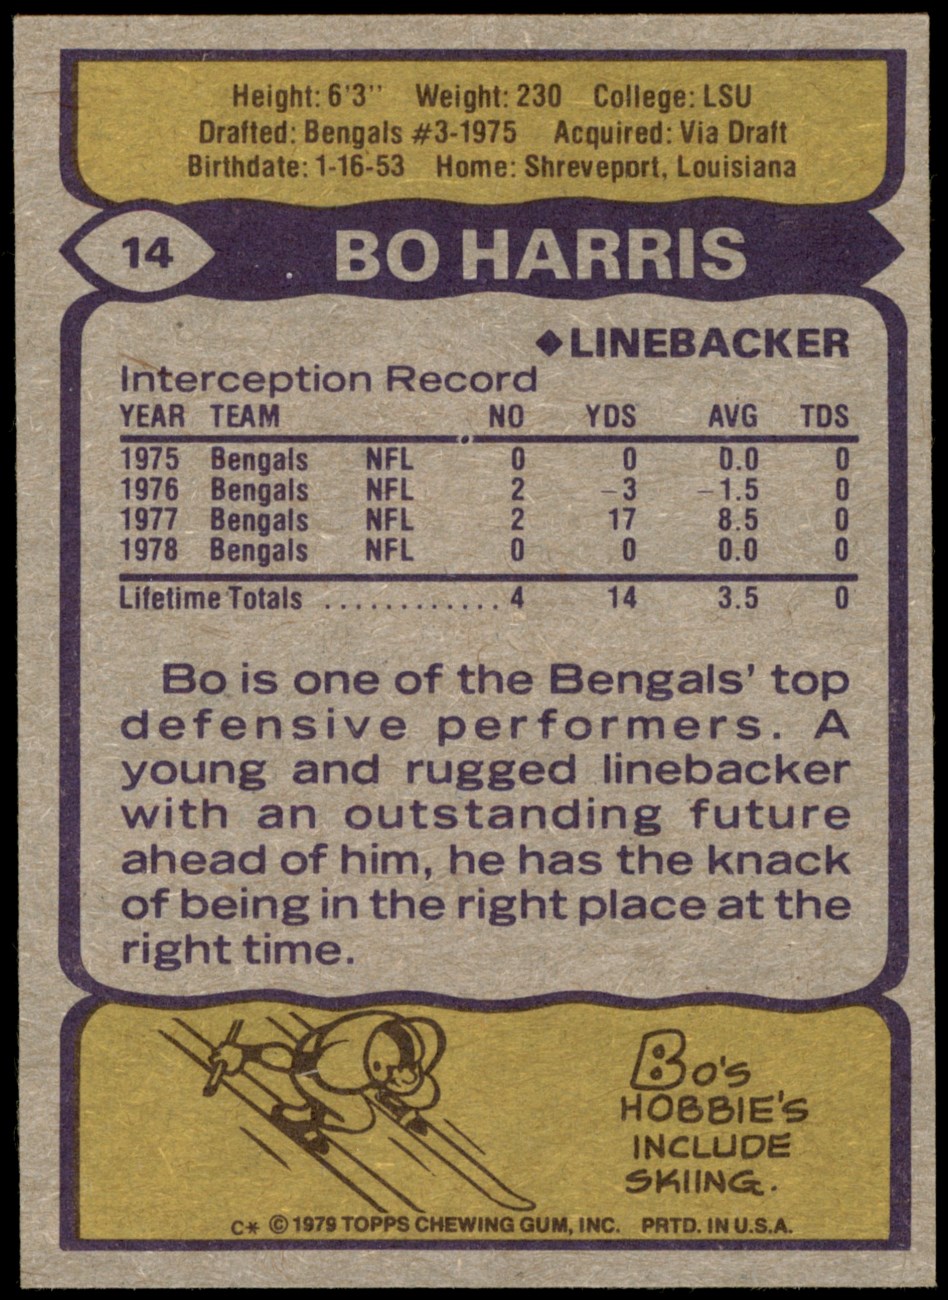 Height: 6'3'' Weight: 230 College: LSU
Drafted: Bengals #3-1975 Acquired: Via Draft
Birthdate: 1-16-53 Home: Shreveport, Louisiana
14 BO HARRIS
◆LINEBACKER
Interception Record
YEAR TEAM NO YDS AVG TDS
1975 Bengals NFL 0 0 0.0 0
1976 Bengals NFL 2 –3 –1.5 0
1977 Bengals NFL 2 17 8.5 0
1978 Bengals NFL 0 0 0.0 0
Lifetime Totals ............. 4 14 3.5 0
Bo is one of the Bengals' top
defensive performers. A
young and rugged linebacker
with an outstanding future
ahead of him, he has the knack
of being in the right place at the
right time.
BO'S
HOBBIE'S
INCLUDE
SKIING.
C* © 1979 TOPPS CHEWING GUM, INC. PRTD. IN U.S.A.